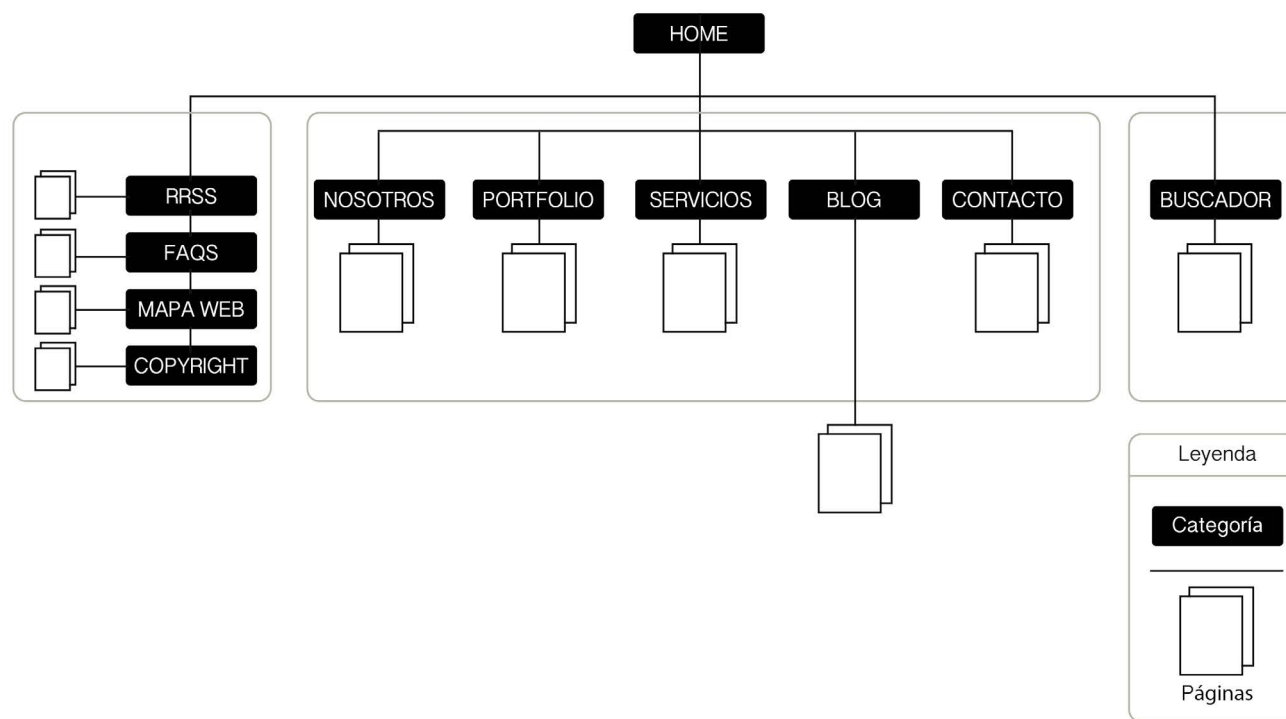 HOME
RRSS
FAQS
MAPA WEB
COPYRIGHT
NOSOTROS
PORTFOLIO
SERVICIOS
BLOG
CONTACTO
BUSCADOR
Leyenda
Categoría
Páginas